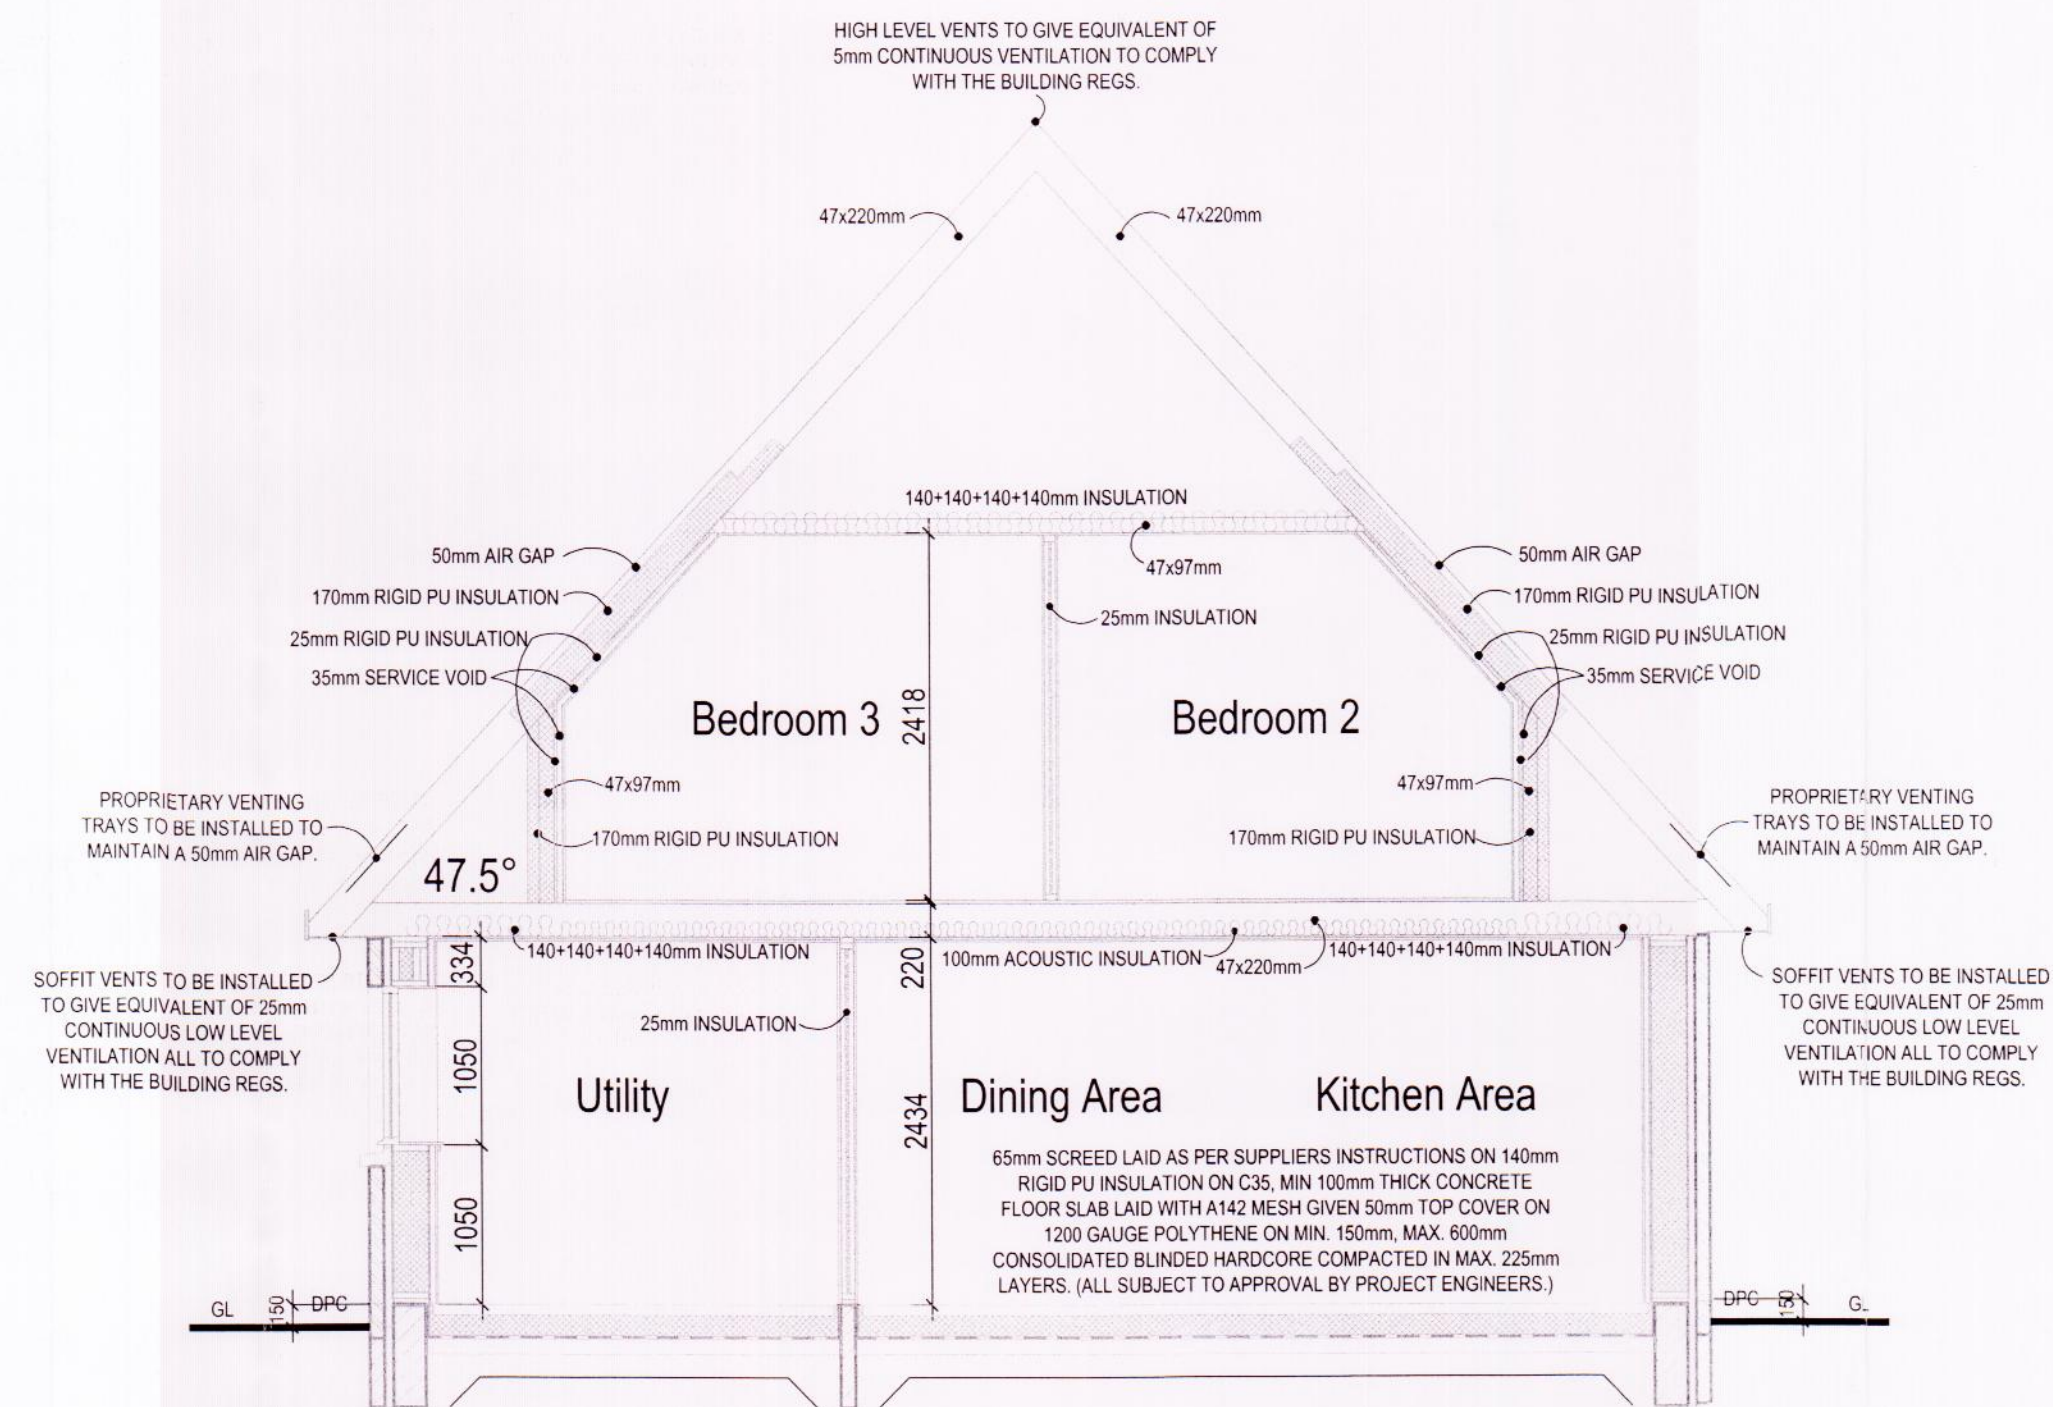 HIGH LEVEL VENTS TO GIVE EQUIVALENT OF
5mm CONTINUOUS VENTILATION TO COMPLY
WITH THE BUILDING REGS.
47x220mm
47x220mm
140+140+140+140mm INSULATION
47x97mm
25mm INSULATION
50mm AIR GAP
170mm RIGID PU INSULATION
25mm RIGID PU INSULATION
35mm SERVICE VOID
50mm AIR GAP
170mm RIGID PU INSULATION
25mm RIGID PU INSULATION
35mm SERVICE VOID
Bedroom 3
2418
Bedroom 2
47x97mm
170mm RIGID PU INSULATION
47x97mm
170mm RIGID PU INSULATION
PROPRIETARY VENTING
TRAYS TO BE INSTALLED TO
MAINTAIN A 50mm AIR GAP.
47.5°
PROPRIETARY VENTING
TRAYS TO BE INSTALLED TO
MAINTAIN A 50mm AIR GAP.
SOFFIT VENTS TO BE INSTALLED
TO GIVE EQUIVALENT OF 25mm
CONTINUOUS LOW LEVEL
VENTILATION ALL TO COMPLY
WITH THE BUILDING REGS.
334
140+140+140+140mm INSULATION
220
100mm ACOUSTIC INSULATION
47x220mm
140+140+140+140mm INSULATION
SOFFIT VENTS TO BE INSTALLED
TO GIVE EQUIVALENT OF 25mm
CONTINUOUS LOW LEVEL
VENTILATION ALL TO COMPLY
WITH THE BUILDING REGS.
25mm INSULATION
1050
Utility
2434
Dining Area
Kitchen Area
1050
65mm SCREED LAID AS PER SUPPLIERS INSTRUCTIONS ON 140mm
RIGID PU INSULATION ON C35, MIN 100mm THICK CONCRETE
FLOOR SLAB LAID WITH A142 MESH GIVEN 50mm TOP COVER ON
1200 GAUGE POLYTHENE ON MIN. 150mm, MAX. 600mm
CONSOLIDATED BLINDED HARDCORE COMPACTED IN MAX. 225mm
LAYERS. (ALL SUBJECT TO APPROVAL BY PROJECT ENGINEERS.)
GL
150
DPC
DPC
150